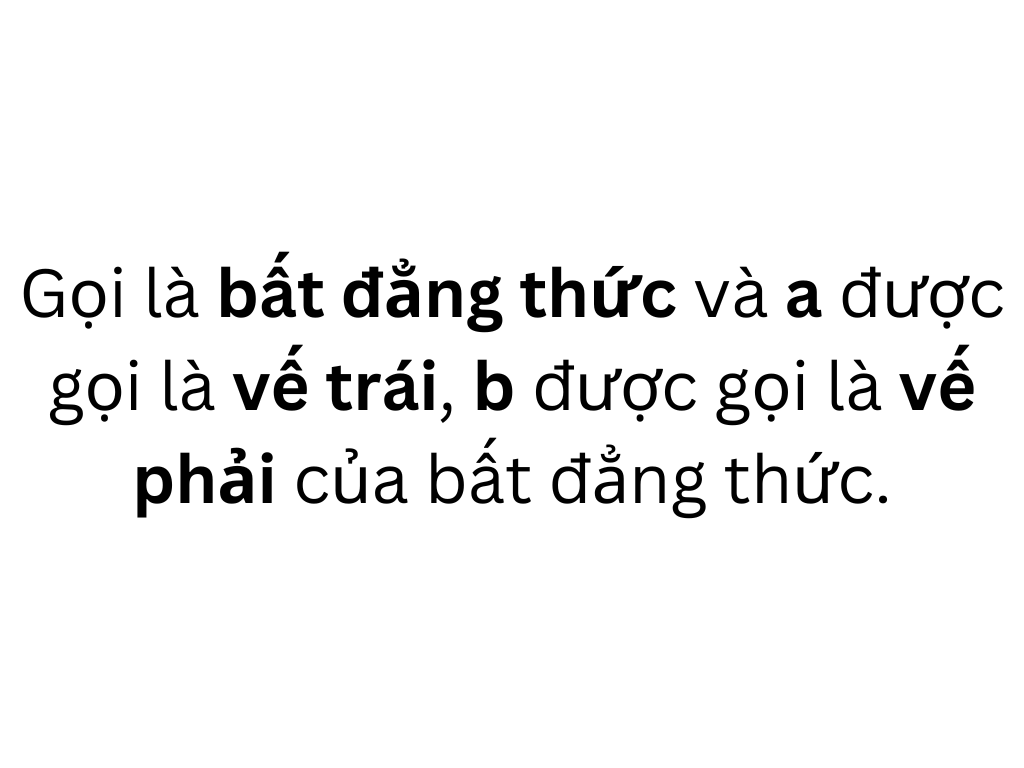 Gọi là bất đẳng thức và a được
gọi là vế trái, b được gọi là vế
phải của bất đẳng thức.